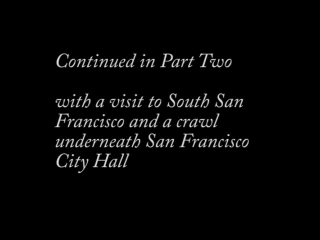 Continued in Part Two
with a visit to South San
Francisco and a crawl
underneath San Francisco
City Hall